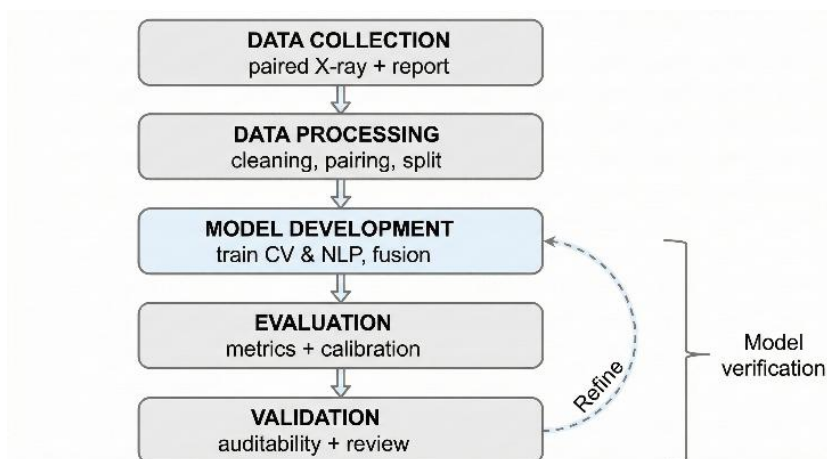 DATA COLLECTION
paired X-ray + report
DATA PROCESSING
cleaning, pairing, split
MODEL DEVELOPMENT
train CV & NLP, fusion
EVALUATION
metrics + calibration
VALIDATION
auditability + review
Refine
Model
verification